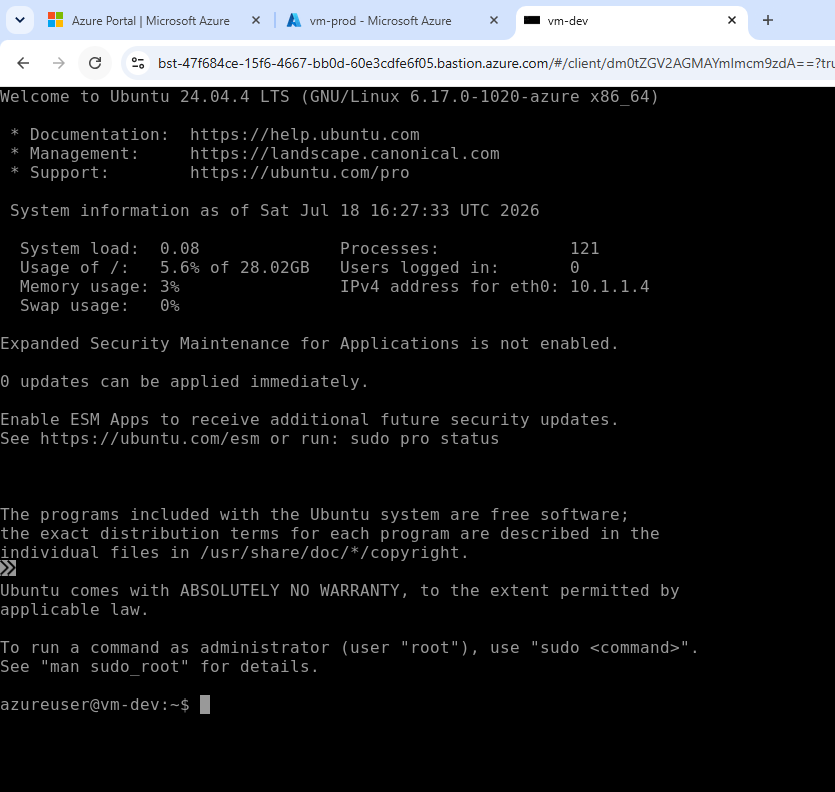 Azure Portal | Microsoft Azure
vm-prod - Microsoft Azure
vm-dev
bst-47f684ce-15f6-4667-bb0d-60e3cdfe6f05.bastion.azure.com/#/client/dm0tZGV2AGMAYmlmcm9zdA==?tru
Welcome to Ubuntu 24.04.4 LTS (GNU/Linux 6.17.0-1020-azure x86_64)
* Documentation:  https://help.ubuntu.com
* Management:     https://landscape.canonical.com
* Support:        https://ubuntu.com/pro
System information as of Sat Jul 18 16:27:33 UTC 2026
System load:  0.08              Processes:             121
Usage of /:   5.6% of 28.02GB   Users logged in:       0
Memory usage: 3%                IPv4 address for eth0: 10.1.1.4
Swap usage:   0%
Expanded Security Maintenance for Applications is not enabled.
0 updates can be applied immediately.
Enable ESM Apps to receive additional future security updates.
See https://ubuntu.com/esm or run: sudo pro status
The programs included with the Ubuntu system are free software;
the exact distribution terms for each program are described in the
individual files in /usr/share/doc/*/copyright.
Ubuntu comes with ABSOLUTELY NO WARRANTY, to the extent permitted by
applicable law.
To run a command as administrator (user "root"), use "sudo <command>".
See "man sudo_root" for details.
azureuser@vm-dev:~$